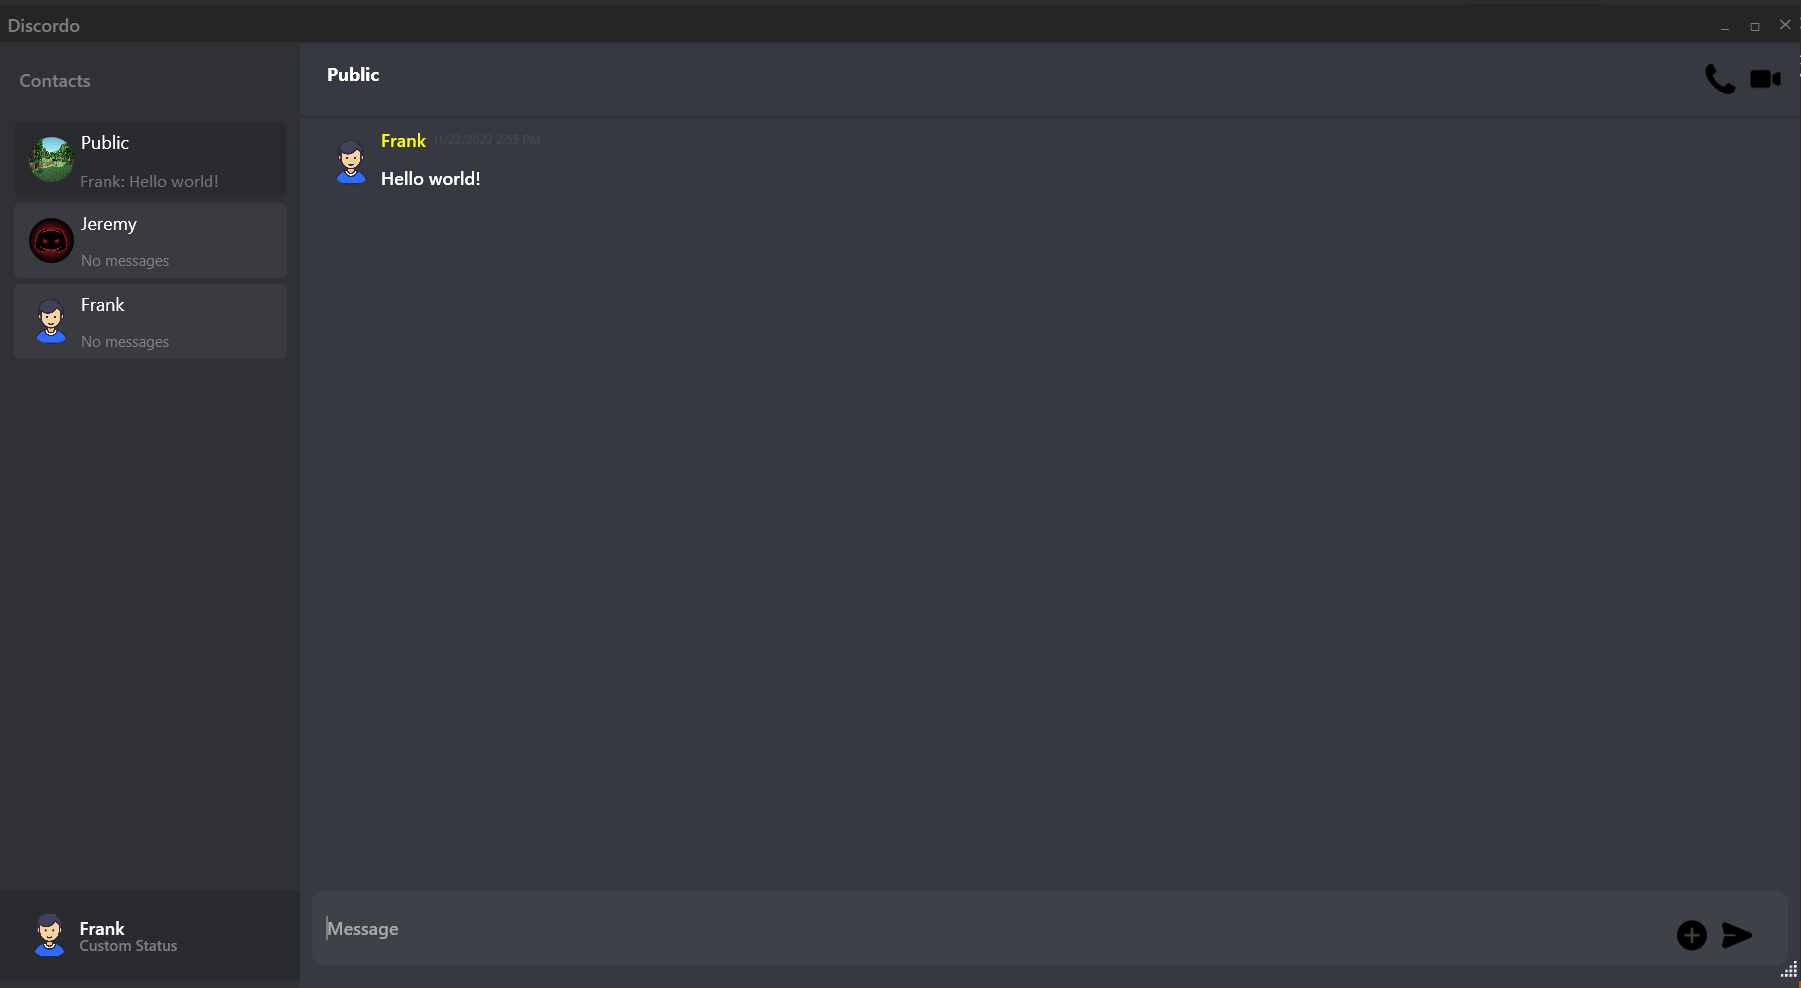 Discordo
Contacts
Public
Frank: Hello world!
Jeremy
No messages
Frank
No messages
Frank
Custom Status
Public
Frank 11/22/2022 2:55 PM
Hello world!
Message